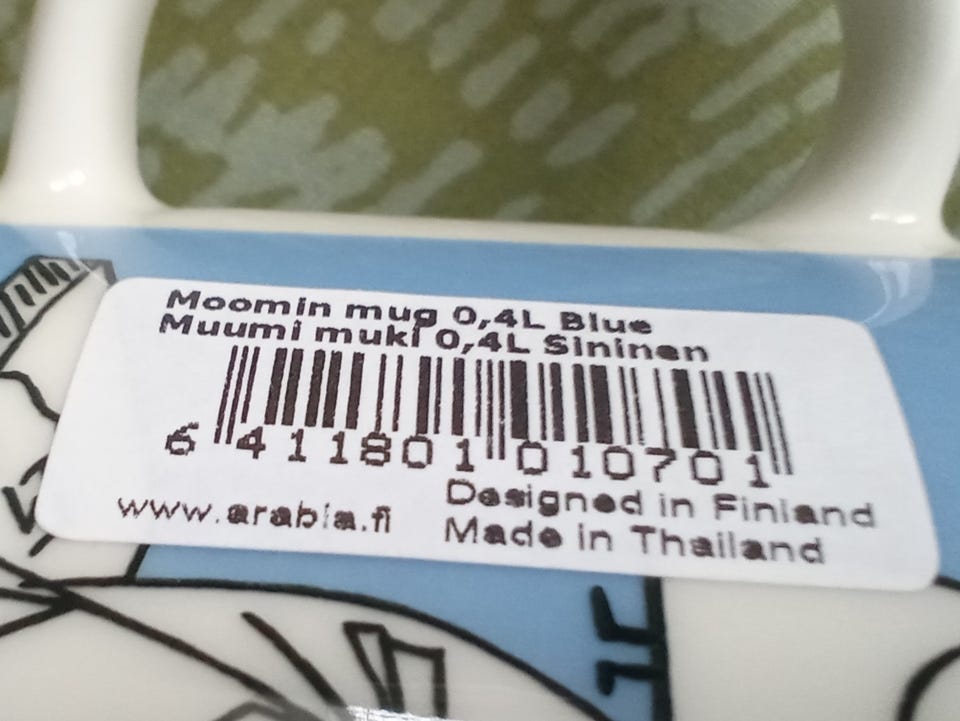 Moomin mug 0,4L Blue
Muumi muki 0,4L Sininen
6 411801 010701
www.arabia.fi
Designed in Finland
Made in Thailand